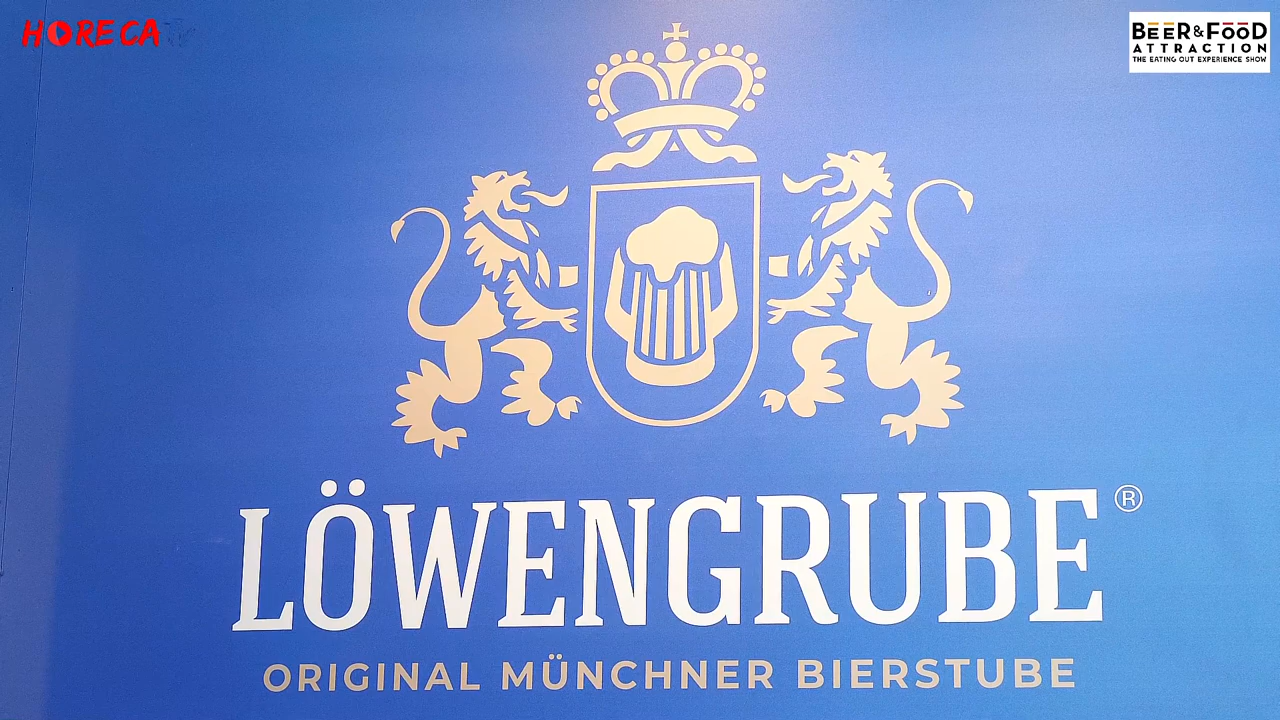 HORECA
BEER&FOOD
ATTRACTION
THE EATING OUT EXPERIENCE SHOW
LÖWENGRUBE®
ORIGINAL MÜNCHNER BIERSTUBE